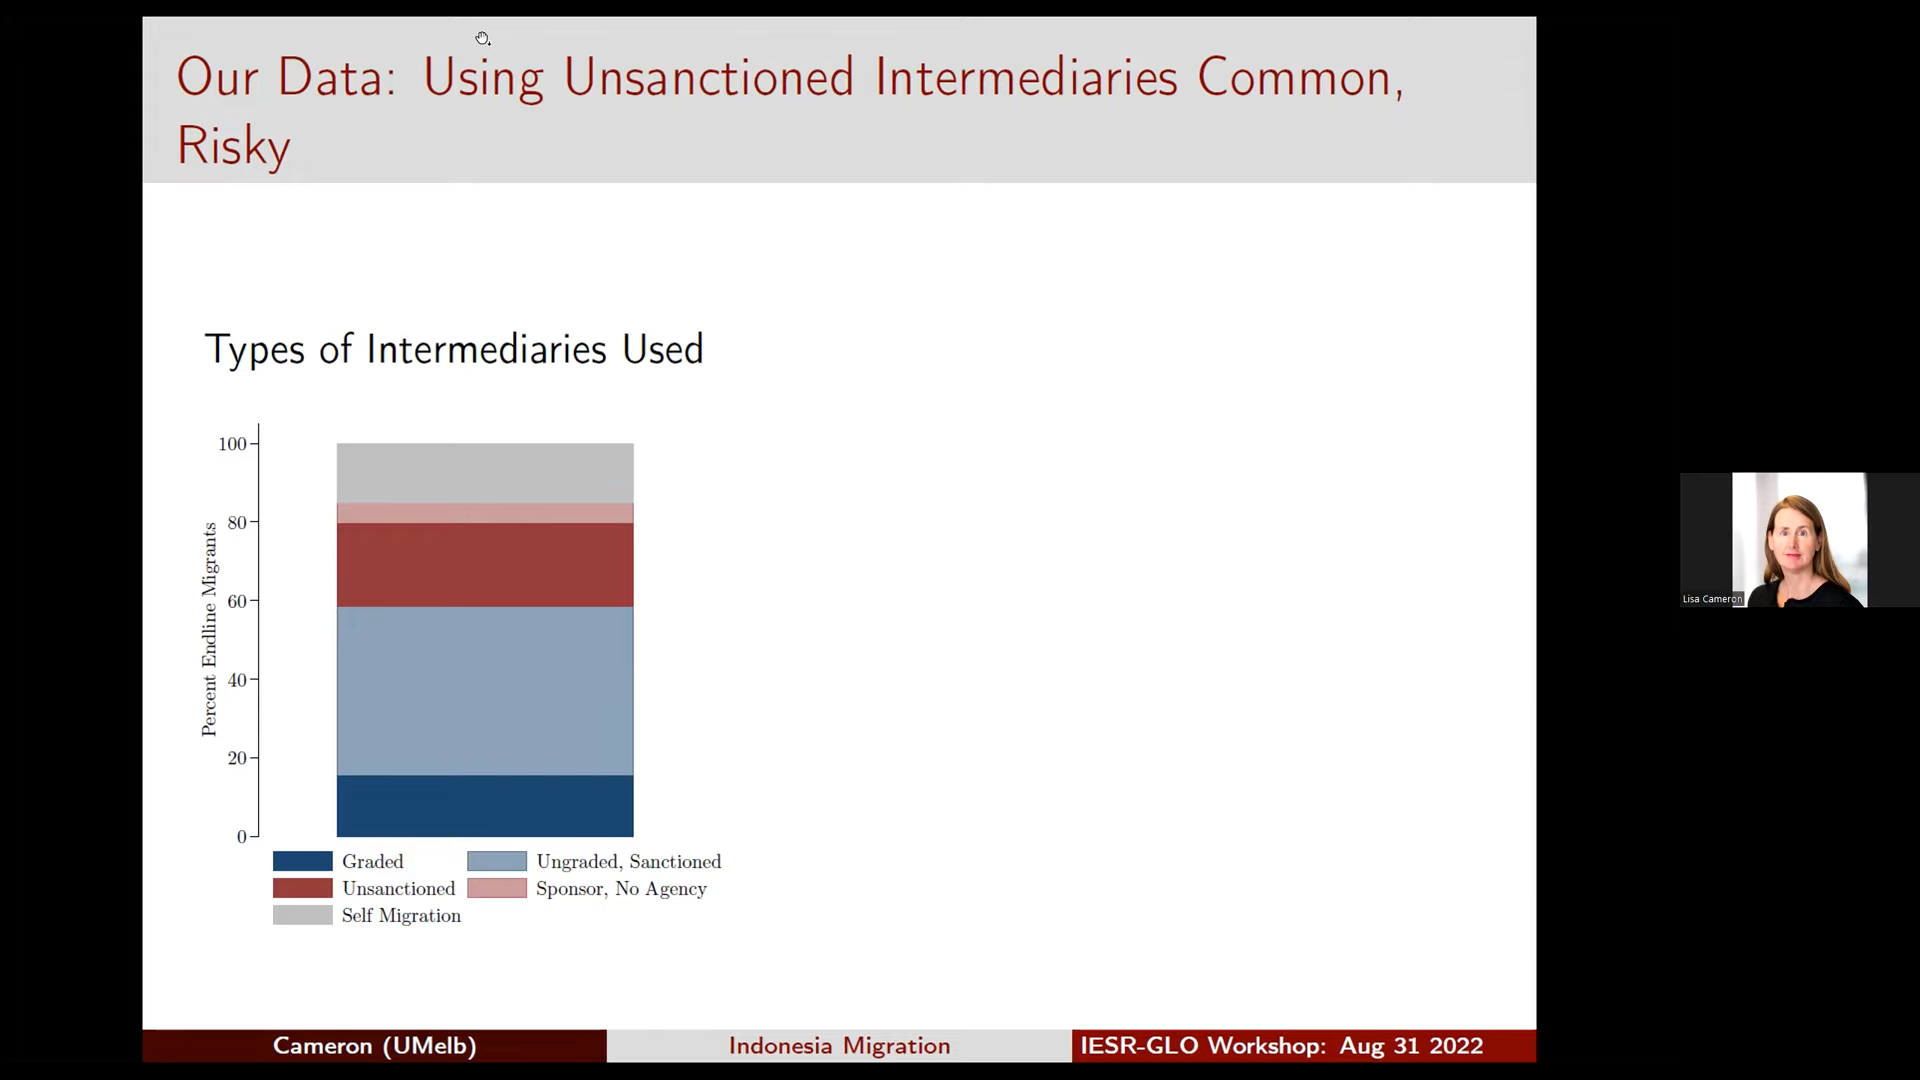 Our Data: Using Unsanctioned Intermediaries Common,
Risky
Types of Intermediaries Used
Percent Endline Migrants
100
80
60
40
20
0
Graded
Ungraded, Sanctioned
Unsanctioned
Sponsor, No Agency
Self Migration
Lisa Cameron
Cameron (UMelb)
Indonesia Migration
IESR-GLO Workshop: Aug 31 2022